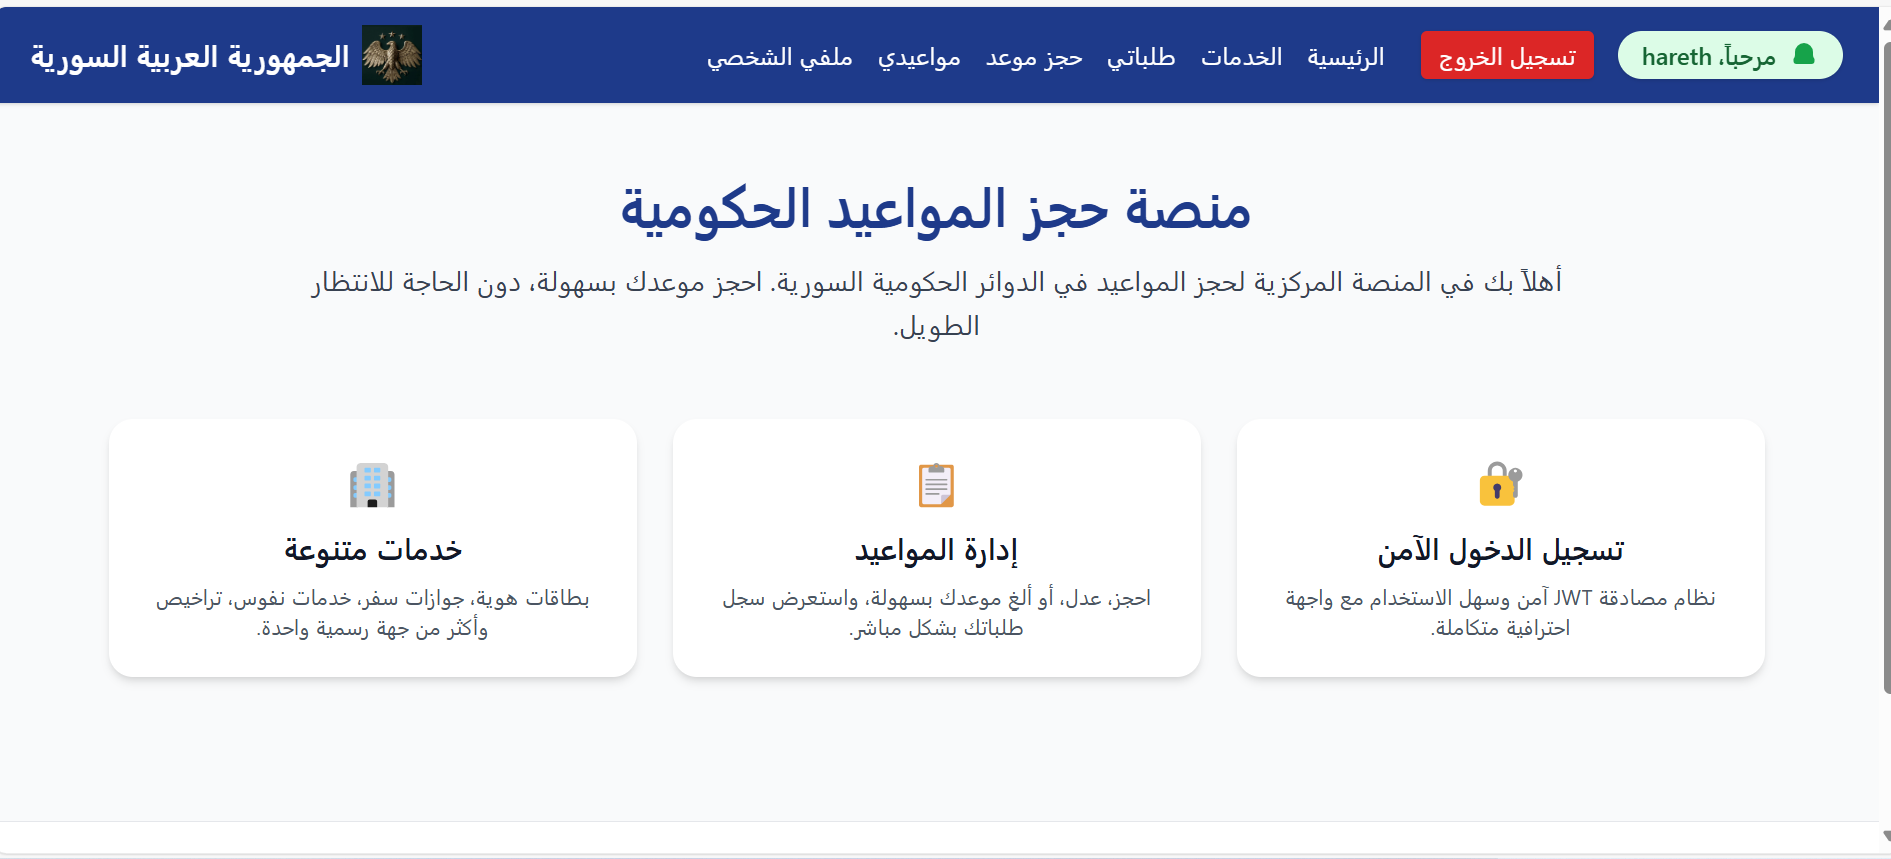 مرحباً، hareth
تسجيل الخروج
الرئيسية
الخدمات
طلباتي
حجز موعد
مواعيدي
ملفي الشخصي
الجمهورية العربية السورية
منصة حجز المواعيد الحكومية
أهلاً بك في المنصة المركزية لحجز المواعيد في الدوائر الحكومية السورية. احجز موعدك بسهولة، دون الحاجة للانتظار
الطويل.
تسجيل الدخول الآمن
نظام مصادقة JWT آمن وسهل الاستخدام مع واجهة
احترافية متكاملة.
إدارة المواعيد
احجز، عدل، أو ألغِ موعدك بسهولة، واستعرض سجل
طلباتك بشكل مباشر.
خدمات متنوعة
بطاقات هوية، جوازات سفر، خدمات نفوس، تراخيص
وأكثر من جهة رسمية واحدة.